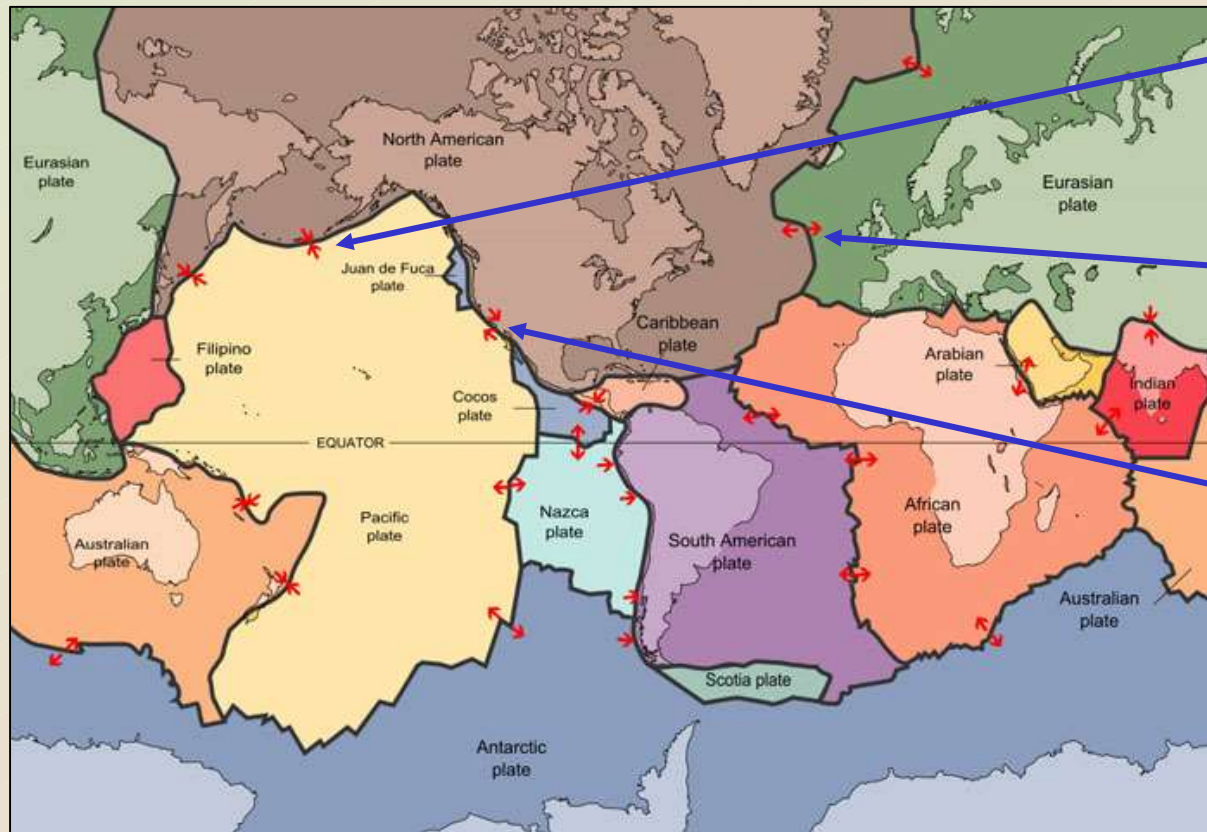 North American
plate
Eurasian
plate
Eurasian
plate
Juan de Fuca
plate
Caribbean
plate
Filipino
plate
Arabian
plate
Indian
plate
Cocos
plate
EQUATOR
Nazca
plate
African
plate
Pacific
plate
South American
plate
Australian
plate
Australian
plate
Scotia plate
Antarctic
plate